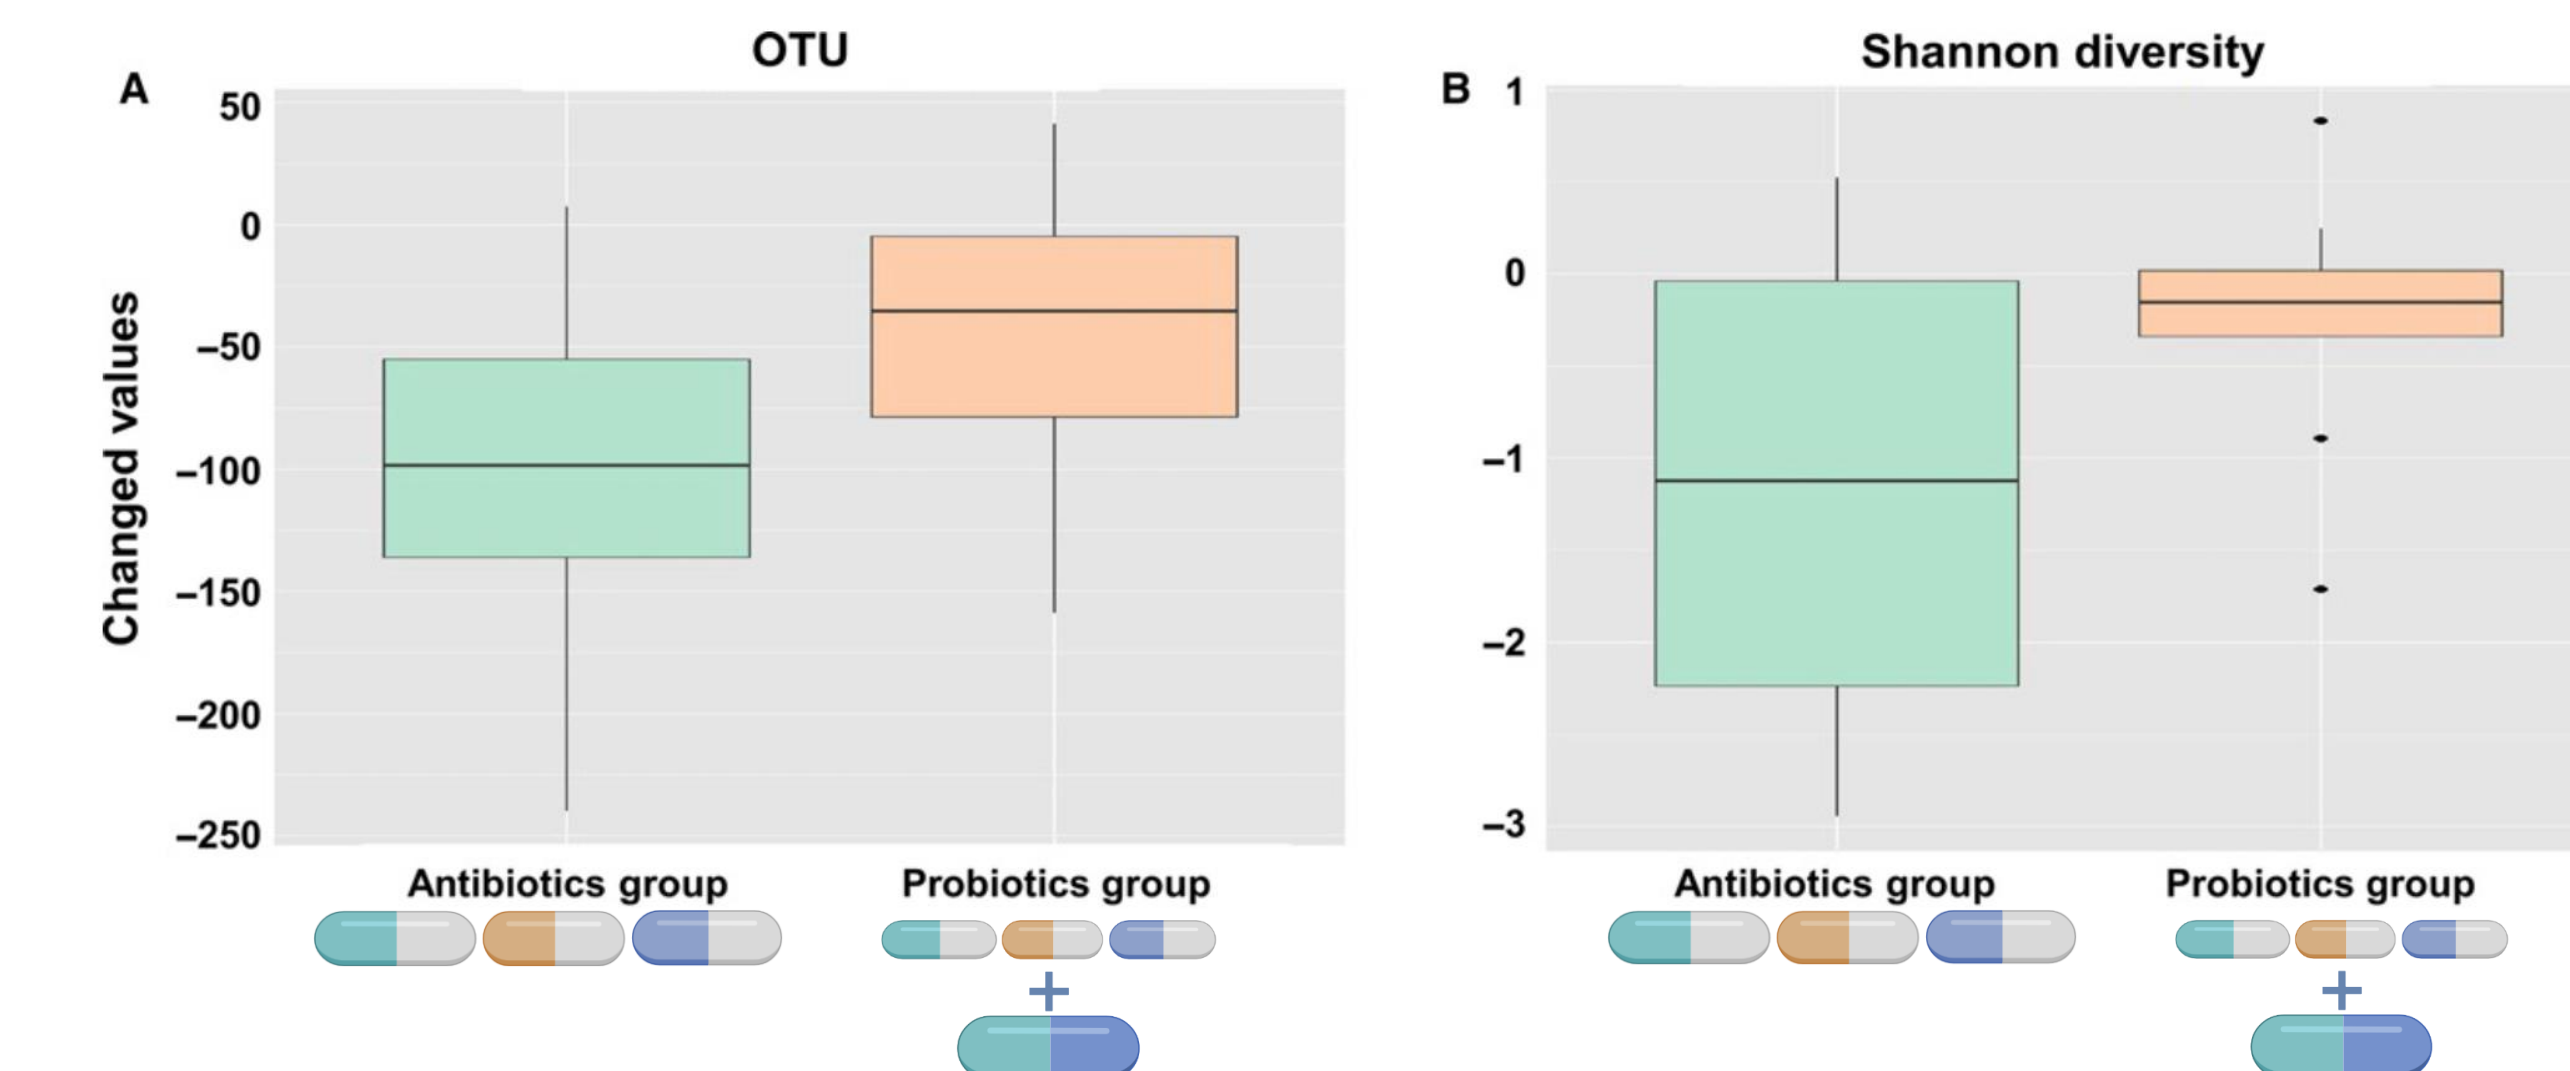 OTU
A
50
0
–50
–100
–150
–200
–250
Changed values
Antibiotics group
Probiotics group
+
Shannon diversity
B
1
0
–1
–2
–3
Antibiotics group
Probiotics group
+